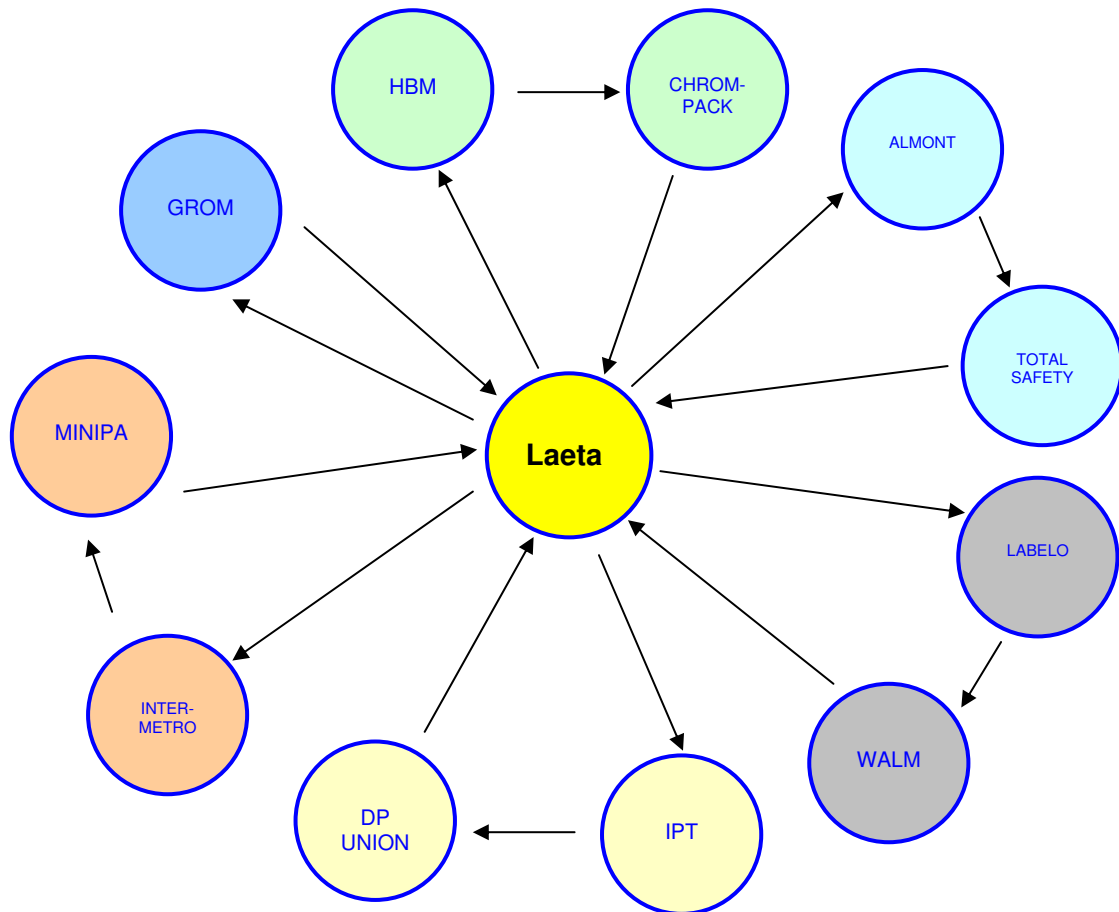 HBM
CHROM-
PACK
ALMONT
GROM
TOTAL
SAFETY
MINIPA
Laeta
LABELO
INTER-
METRO
WALM
DP
UNION
IPT